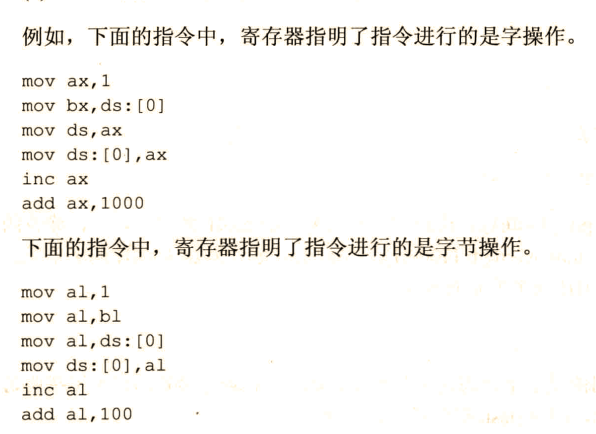 例如，下面的指令中，寄存器指明了指令进行的是字操作。
mov ax,1
mov bx,ds:[0]
mov ds,ax
mov ds:[0],ax
inc ax
add ax,1000
下面的指令中，寄存器指明了指令进行的是字节操作。
mov al,1
mov al,bl
mov al,ds:[0]
mov ds:[0],al
inc al
add al,100